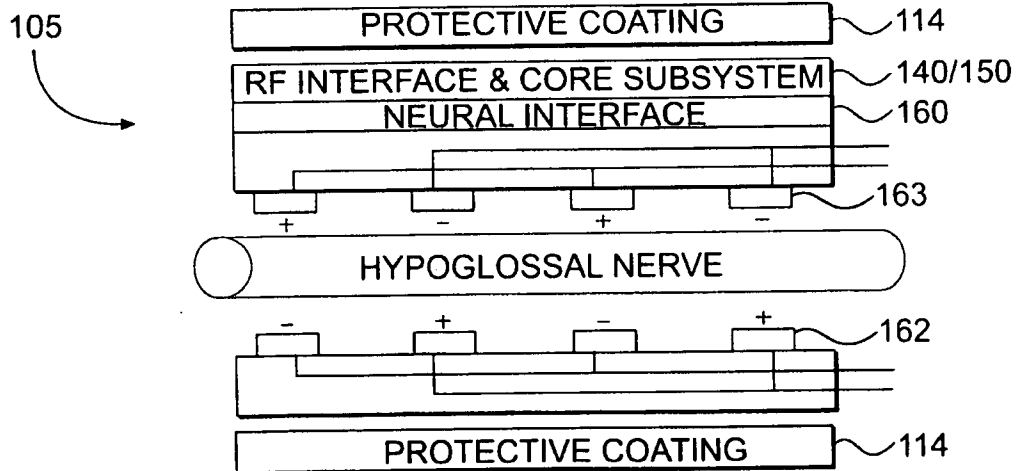 105
PROTECTIVE COATING 114
RF INTERFACE & CORE SUBSYSTEM 140/150
NEURAL INTERFACE 160
163
+ − + −
HYPOGLOSSAL NERVE
− + − +
162
PROTECTIVE COATING 114